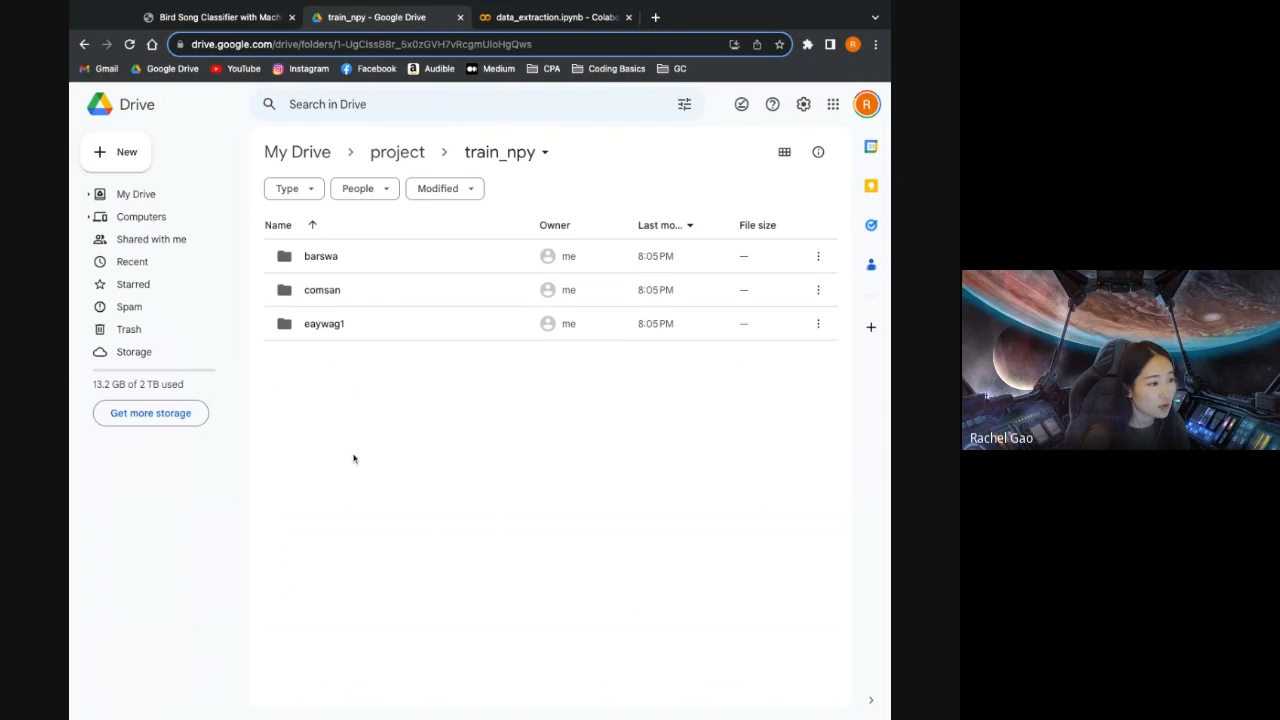 Bird Song Classifier with Mach
train_npy - Google Drive
data_extraction.ipynb - Colab
drive.google.com/drive/folders/1-UgCissB8r_5x0zGVH7vRcgmUIoHgQws
R
Gmail
Google Drive
YouTube
Instagram
Facebook
Audible
Medium
CPA
Coding Basics
GC
Drive
Search in Drive
R
New
My Drive
Computers
Shared with me
Recent
Starred
Spam
Trash
Storage
13.2 GB of 2 TB used
Get more storage
My Drive > project > train_npy
Type
People
Modified
Name Owner Last mo... File size
barswa me 8:05 PM —
comsan me 8:05 PM —
eaywag1 me 8:05 PM —
31
Rachel Gao